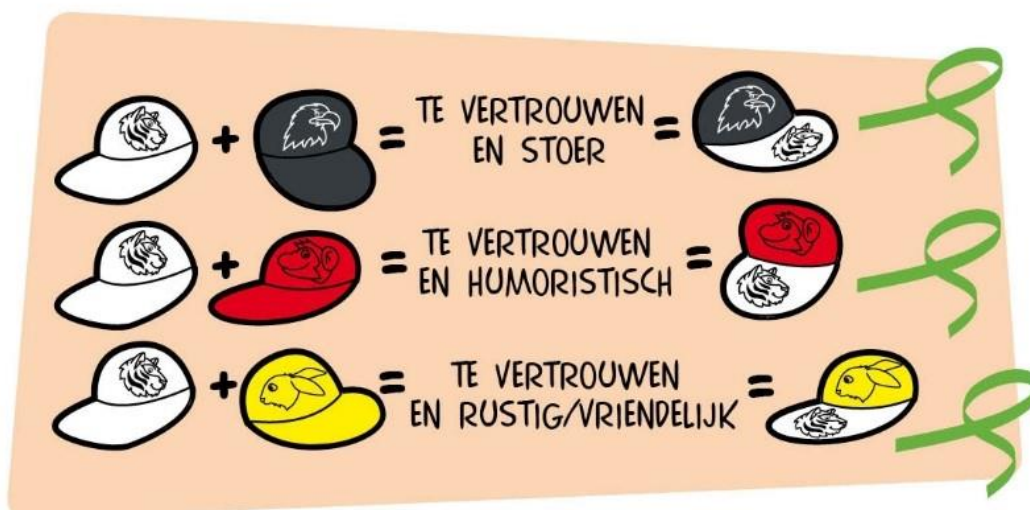 + = TE VERTROUWEN =
EN STOER
+ = TE VERTROUWEN =
EN HUMORISTISCH
+ = TE VERTROUWEN =
EN RUSTIG/VRIENDELIJK